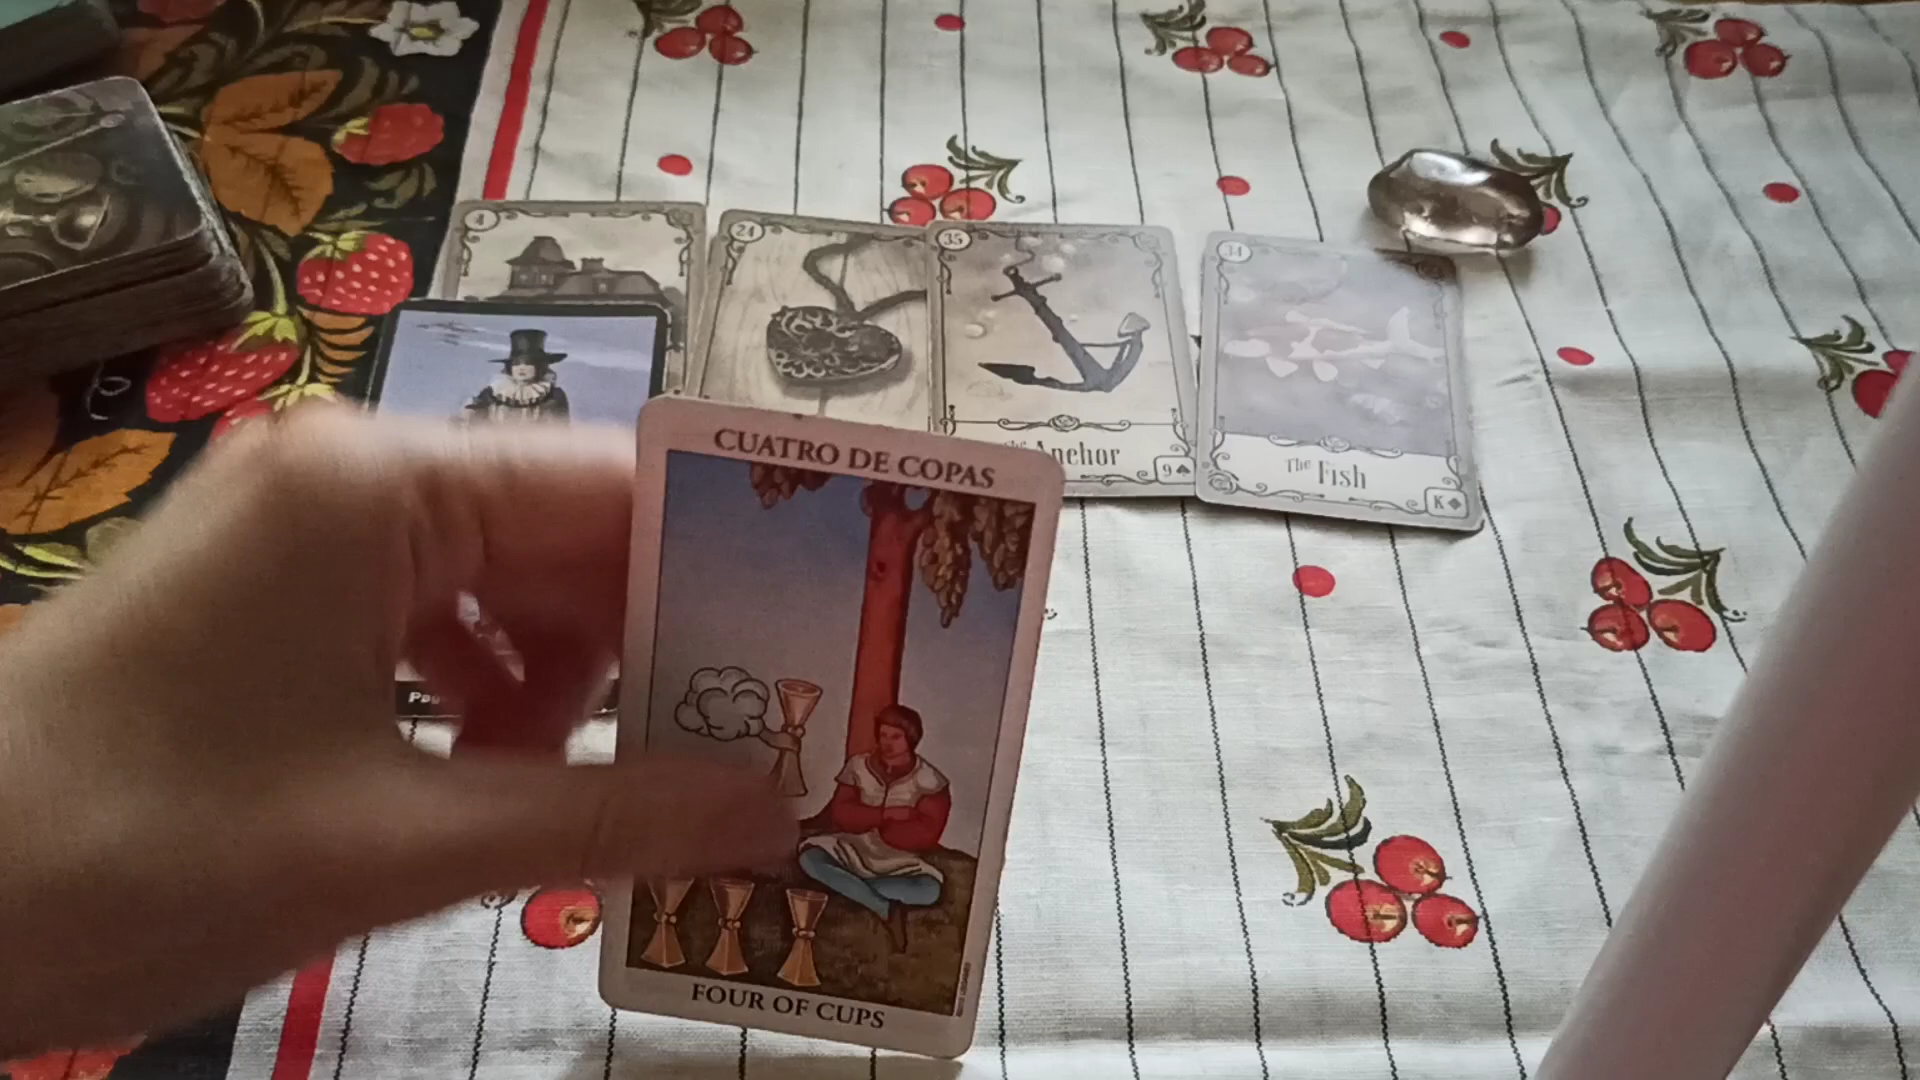 4
24
35
34
Anchor
9♠
The Fish
K♦
CUATRO DE COPAS
FOUR OF CUPS